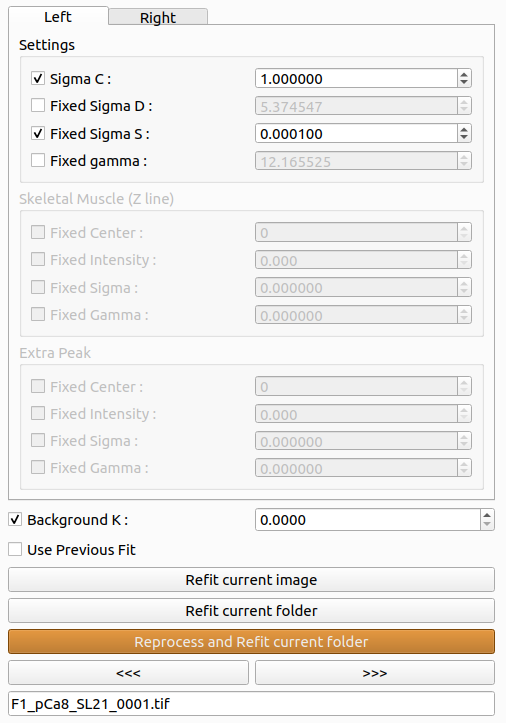 Left Right
Settings
Sigma C : 1.000000
Fixed Sigma D : 5.374547
Fixed Sigma S : 0.000100
Fixed gamma : 12.165525
Skeletal Muscle (Z line)
Fixed Center : 0
Fixed Intensity : 0.000
Fixed Sigma : 0.000000
Fixed Gamma : 0.000000
Extra Peak
Fixed Center : 0
Fixed Intensity : 0.000
Fixed Sigma : 0.000000
Fixed Gamma : 0.000000
Background K : 0.0000
Use Previous Fit
Refit current image
Refit current folder
Reprocess and Refit current folder
<<< >>>
F1_pCa8_SL21_0001.tif